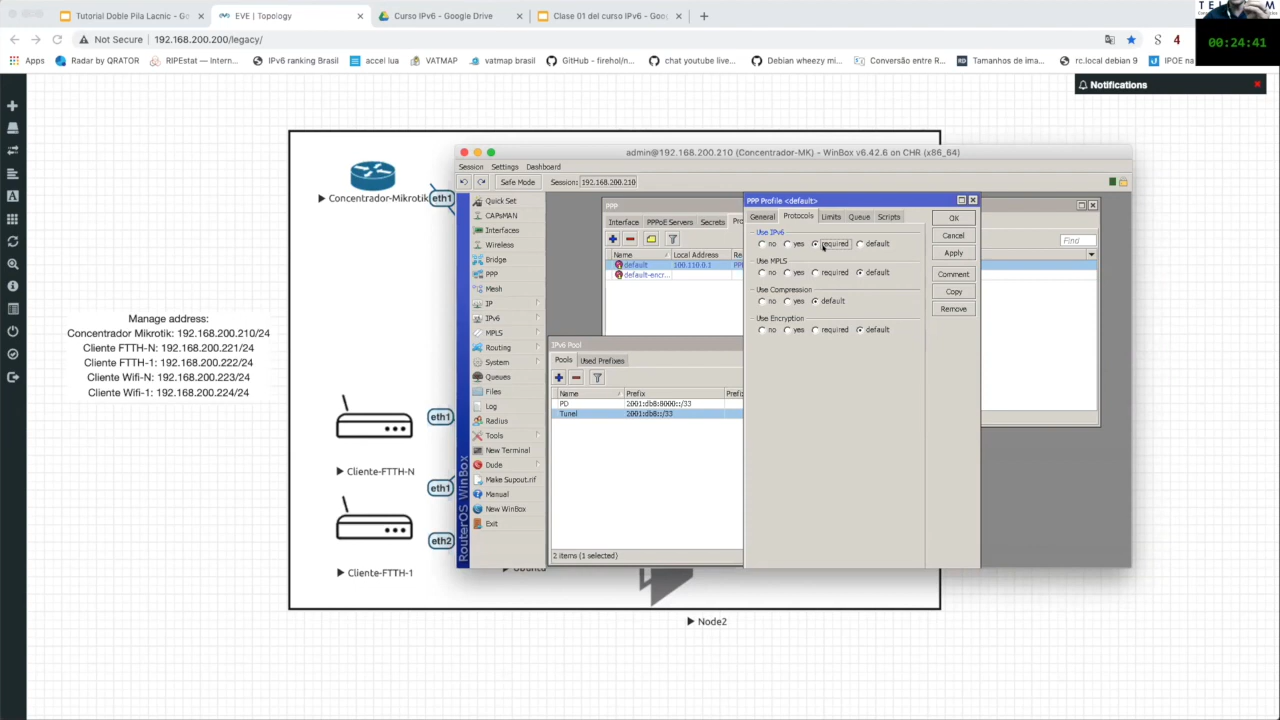 Tutorial Doble Pila Lacnic - Go
EVE | Topology
Curso IPv6 - Google Drive
Clase 01 del curso IPv6 - Goo
Not Secure
192.168.200.200/legacy/
S
4
00:24:41
Apps
Radar by QRATOR
RIPEstat — Intern...
IPv6 ranking Brasil
accel lua
VATMAP
vatmap brasil
GitHub - firehol/n...
chat youtube live...
Debian wheezy mi...
Conversão entre R...
Tamanhos de ima...
rc.local debian 9
IPOE na
Notifications
Concentrador-Mikrotik
eth1
Manage address:
Concentrador Mikrotik: 192.168.200.210/24
Cliente FTTH-N: 192.168.200.221/24
Cliente FTTH-1: 192.168.200.222/24
Cliente Wifi-N: 192.168.200.223/24
Cliente Wifi-1: 192.168.200.224/24
eth1
Cliente-FTTH-N
eth1
eth2
Cliente-FTTH-1
Ubuntu
Node2
admin@192.168.200.210 (Concentrador-MK) - WinBox v6.42.6 on CHR (x86_64)
Session
Settings
Dashboard
Safe Mode
Session:
192.168.200.210
RouterOS WinBox
Quick Set
CAPsMAN
Interfaces
Wireless
Bridge
PPP
Mesh
IP
IPv6
MPLS
Routing
System
Queues
Files
Log
Radius
Tools
New Terminal
Dude
Make Supout.rif
Manual
New WinBox
Exit
PPP
Interface
PPPoE Servers
Secrets
Pro
Find
Name
Local Address
Re
default
100.110.0.1
PP
default-encr...
IPv6 Pool
Pools
Used Prefixes
Name
Prefix
Prefix
PD
2001:db8:8000::/33
Tunel
2001:db8::/33
2 items (1 selected)
PPP Profile <default>
General
Protocols
Limits
Queue
Scripts
Use IPv6
no
yes
required
default
Use MPLS
no
yes
required
default
Use Compression
no
yes
default
Use Encryption
no
yes
required
default
OK
Cancel
Apply
Comment
Copy
Remove